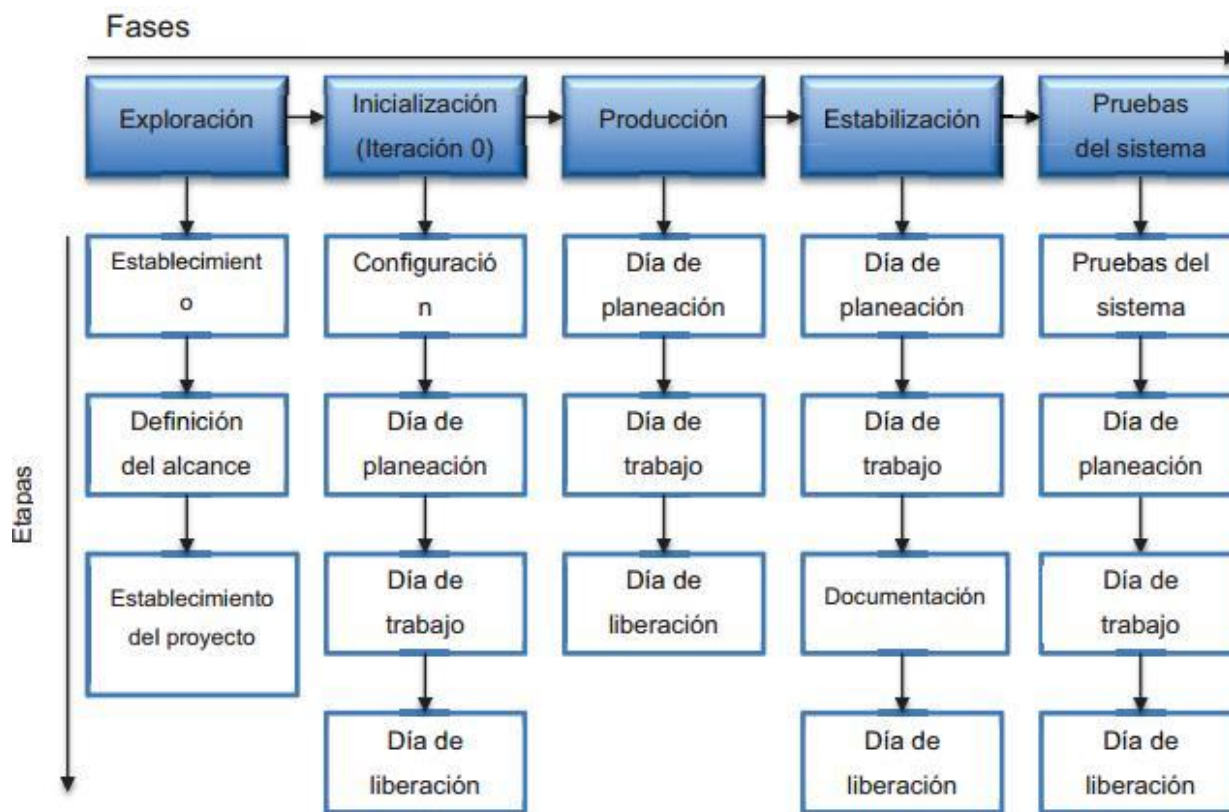 Fases
Exploración
Inicialización
(Iteración 0)
Producción
Estabilización
Pruebas
del sistema
Etapas
Establecimient
o
Definición
del alcance
Establecimiento
del proyecto
Configuració
n
Día de
planeación
Día de
trabajo
Día de
liberación
Día de
planeación
Día de
trabajo
Día de
liberación
Día de
planeación
Día de
trabajo
Documentación
Día de
liberación
Pruebas del
sistema
Día de
planeación
Día de
trabajo
Día de
liberación